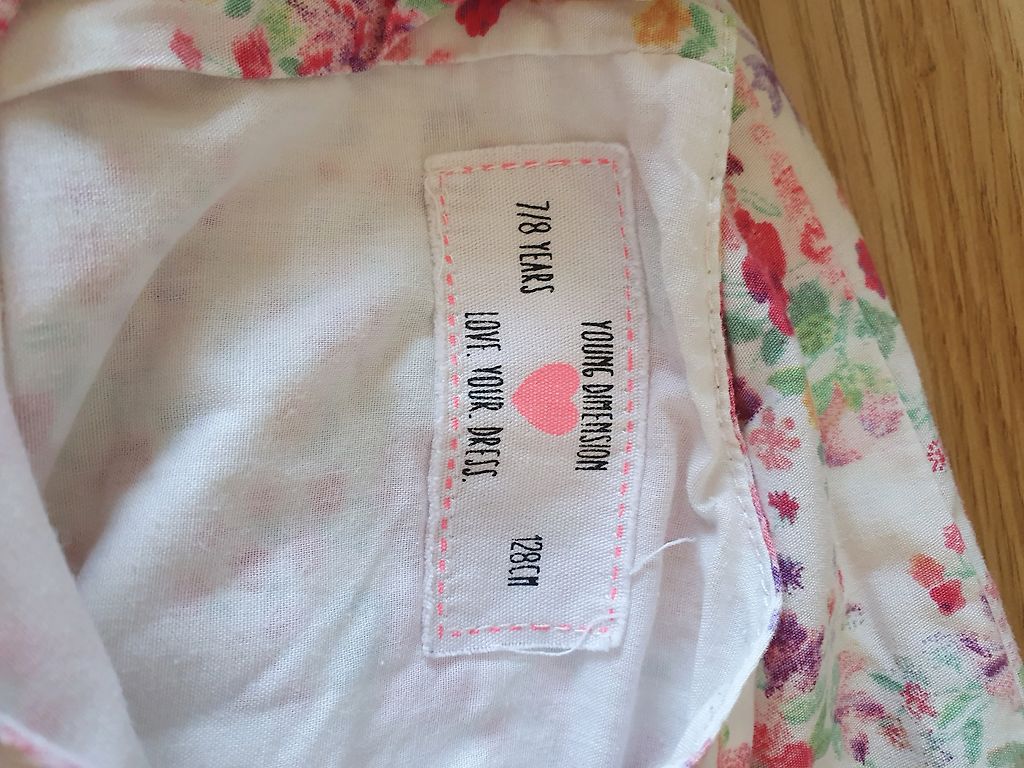 YOUNG DIMENSION
7/8 YEARS 128CM
LOVE. YOUR. DRESS.